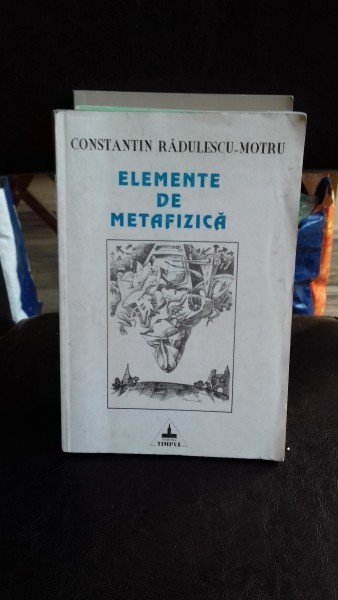 CONSTANTIN RĂDULESCU-MOTRU
ELEMENTE
DE
METAFIZICĂ
TIMPUL